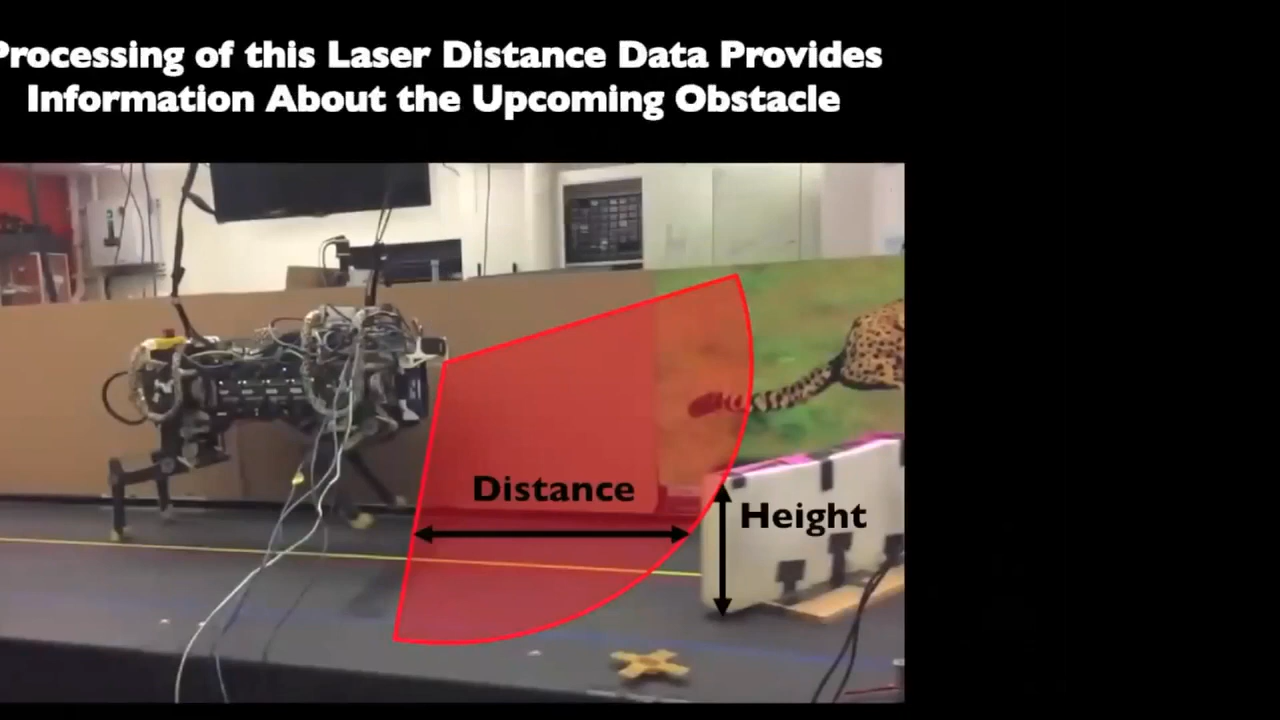 Processing of this Laser Distance Data Provides
Information About the Upcoming Obstacle
Distance
Height